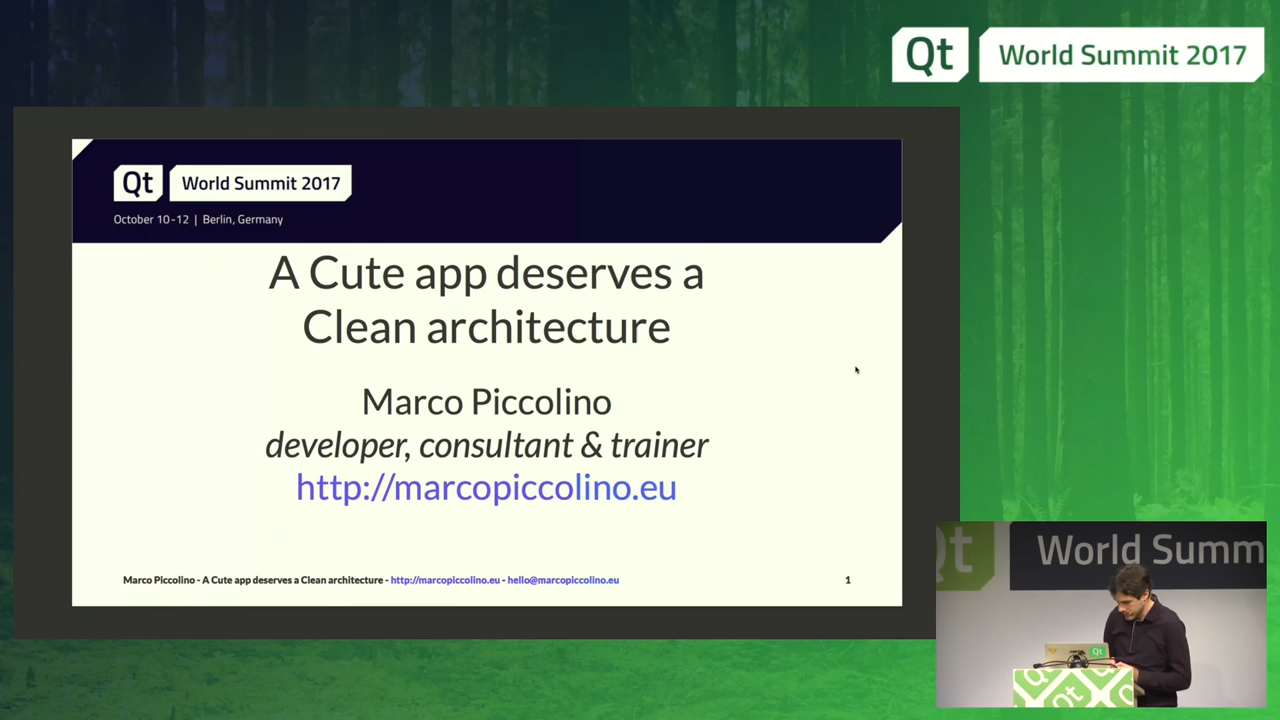 Qt World Summit 2017
Qt World Summit 2017
October 10-12 | Berlin, Germany
A Cute app deserves a
Clean architecture
Marco Piccolino
developer, consultant & trainer
http://marcopiccolino.eu
Marco Piccolino - A Cute app deserves a Clean architecture - http://marcopiccolino.eu - hello@marcopiccolino.eu 1
Qt World Summ
Qt
Qt